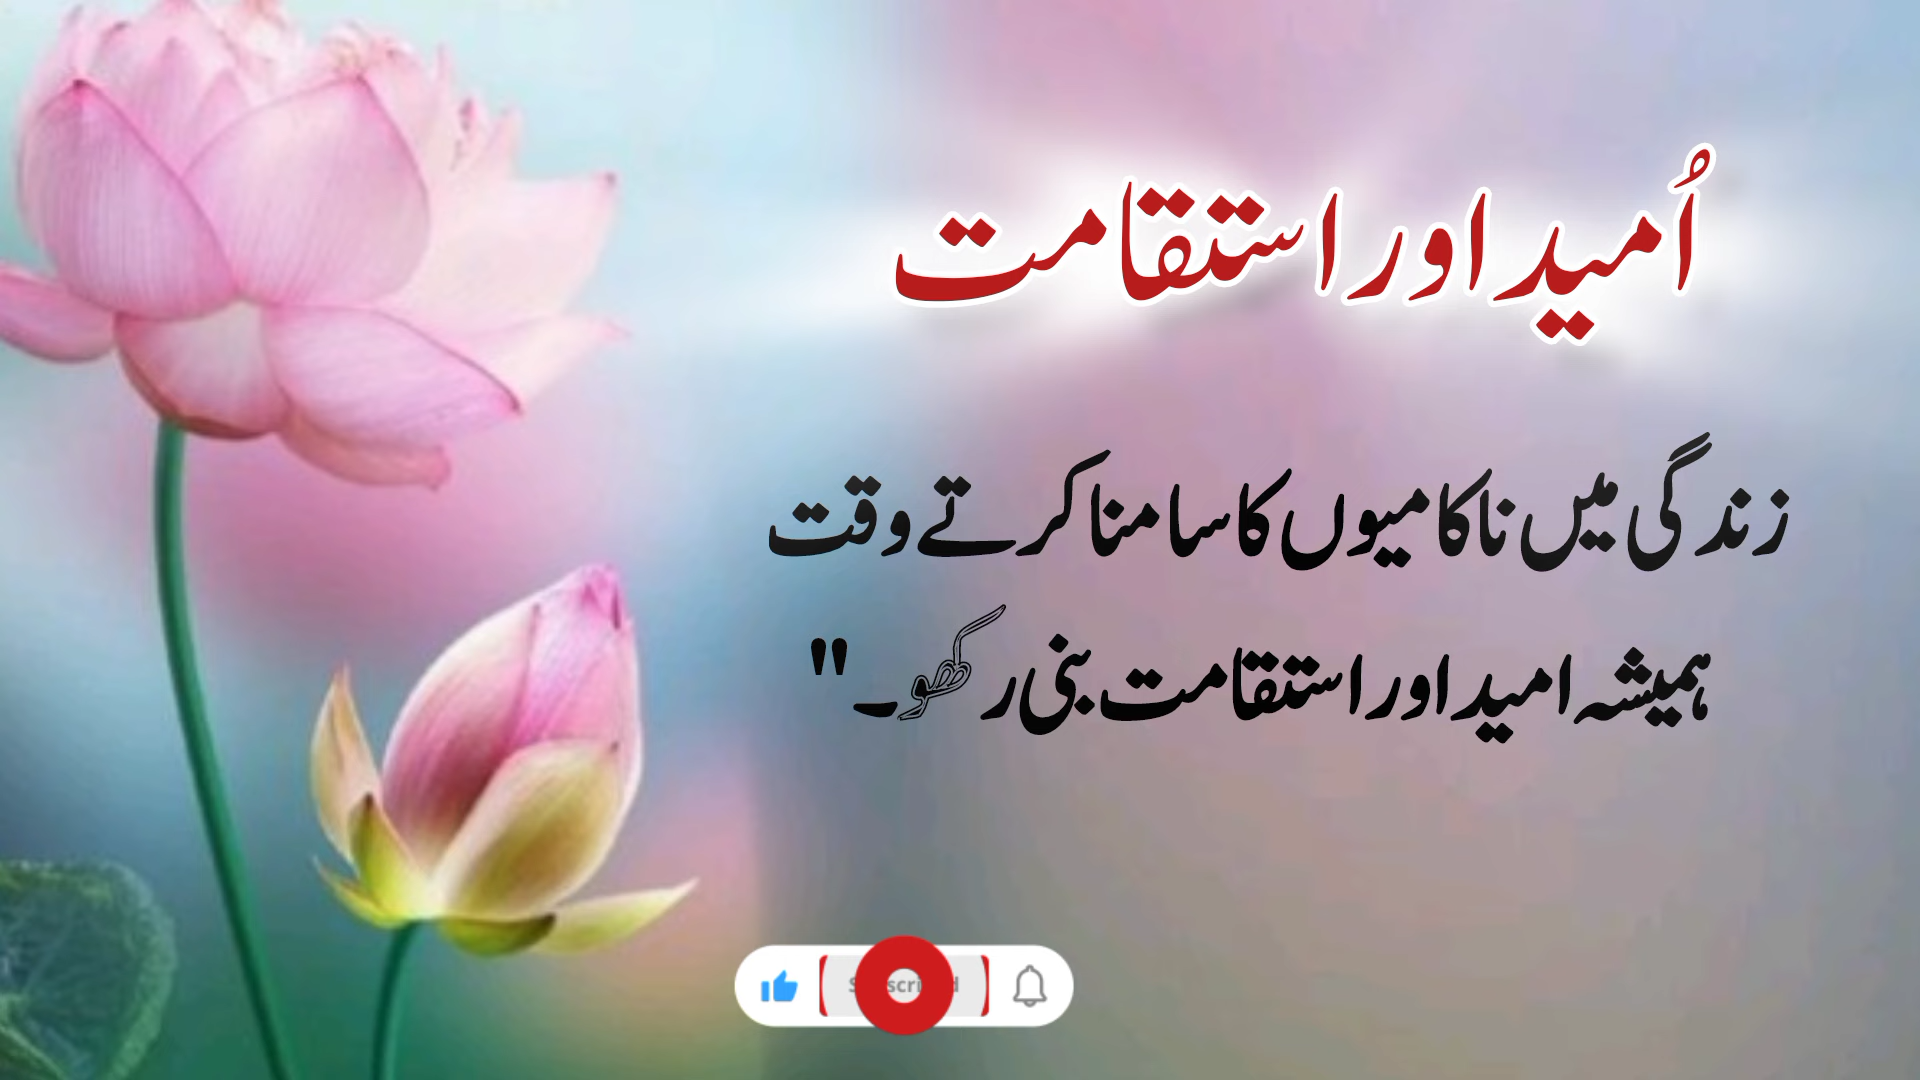 اُمید اور استقامت
زندگی میں ناکامیوں کا سامنا کرتے وقت
ہمیشہ امید اور استقامت بنی رکھو۔"